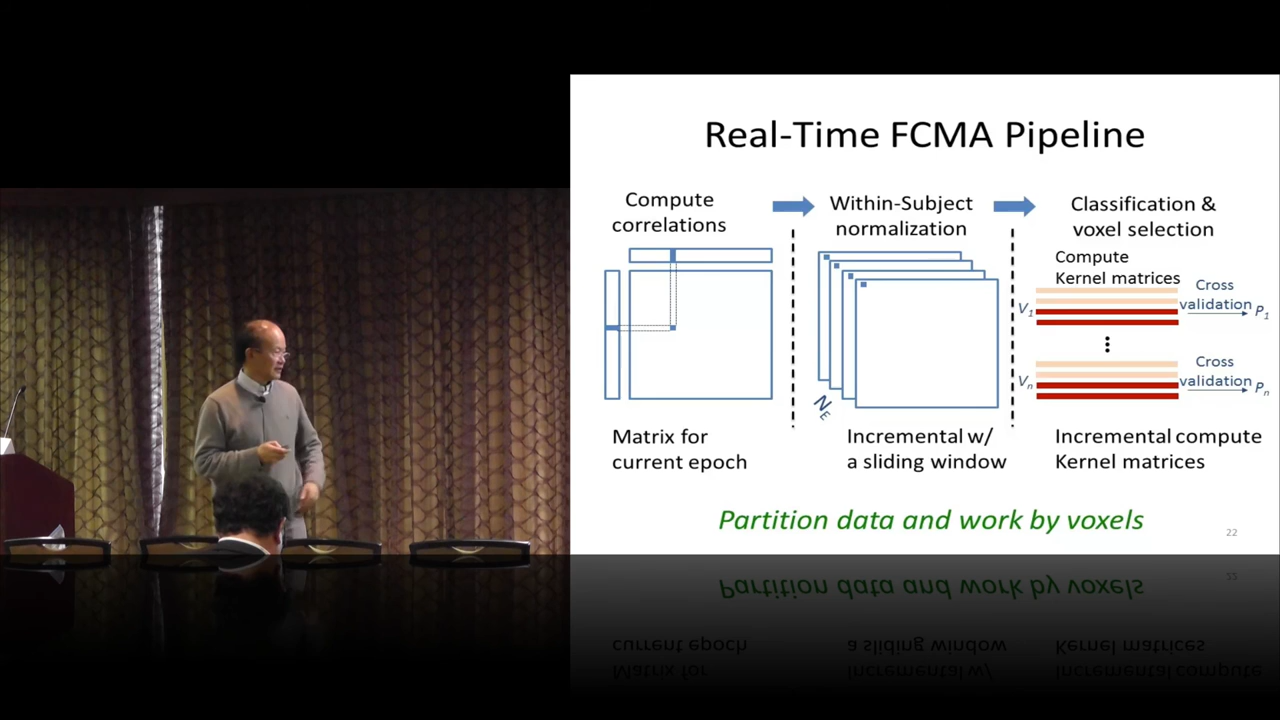 Real-Time FCMA Pipeline
Compute
correlations
Within-Subject
normalization
Classification &
voxel selection
Compute
Kernel matrices
V1
Cross
validation
P1
Vn
Cross
validation
Pn
NE
Matrix for
current epoch
Incremental w/
a sliding window
Incremental compute
Kernel matrices
Partition data and work by voxels
22